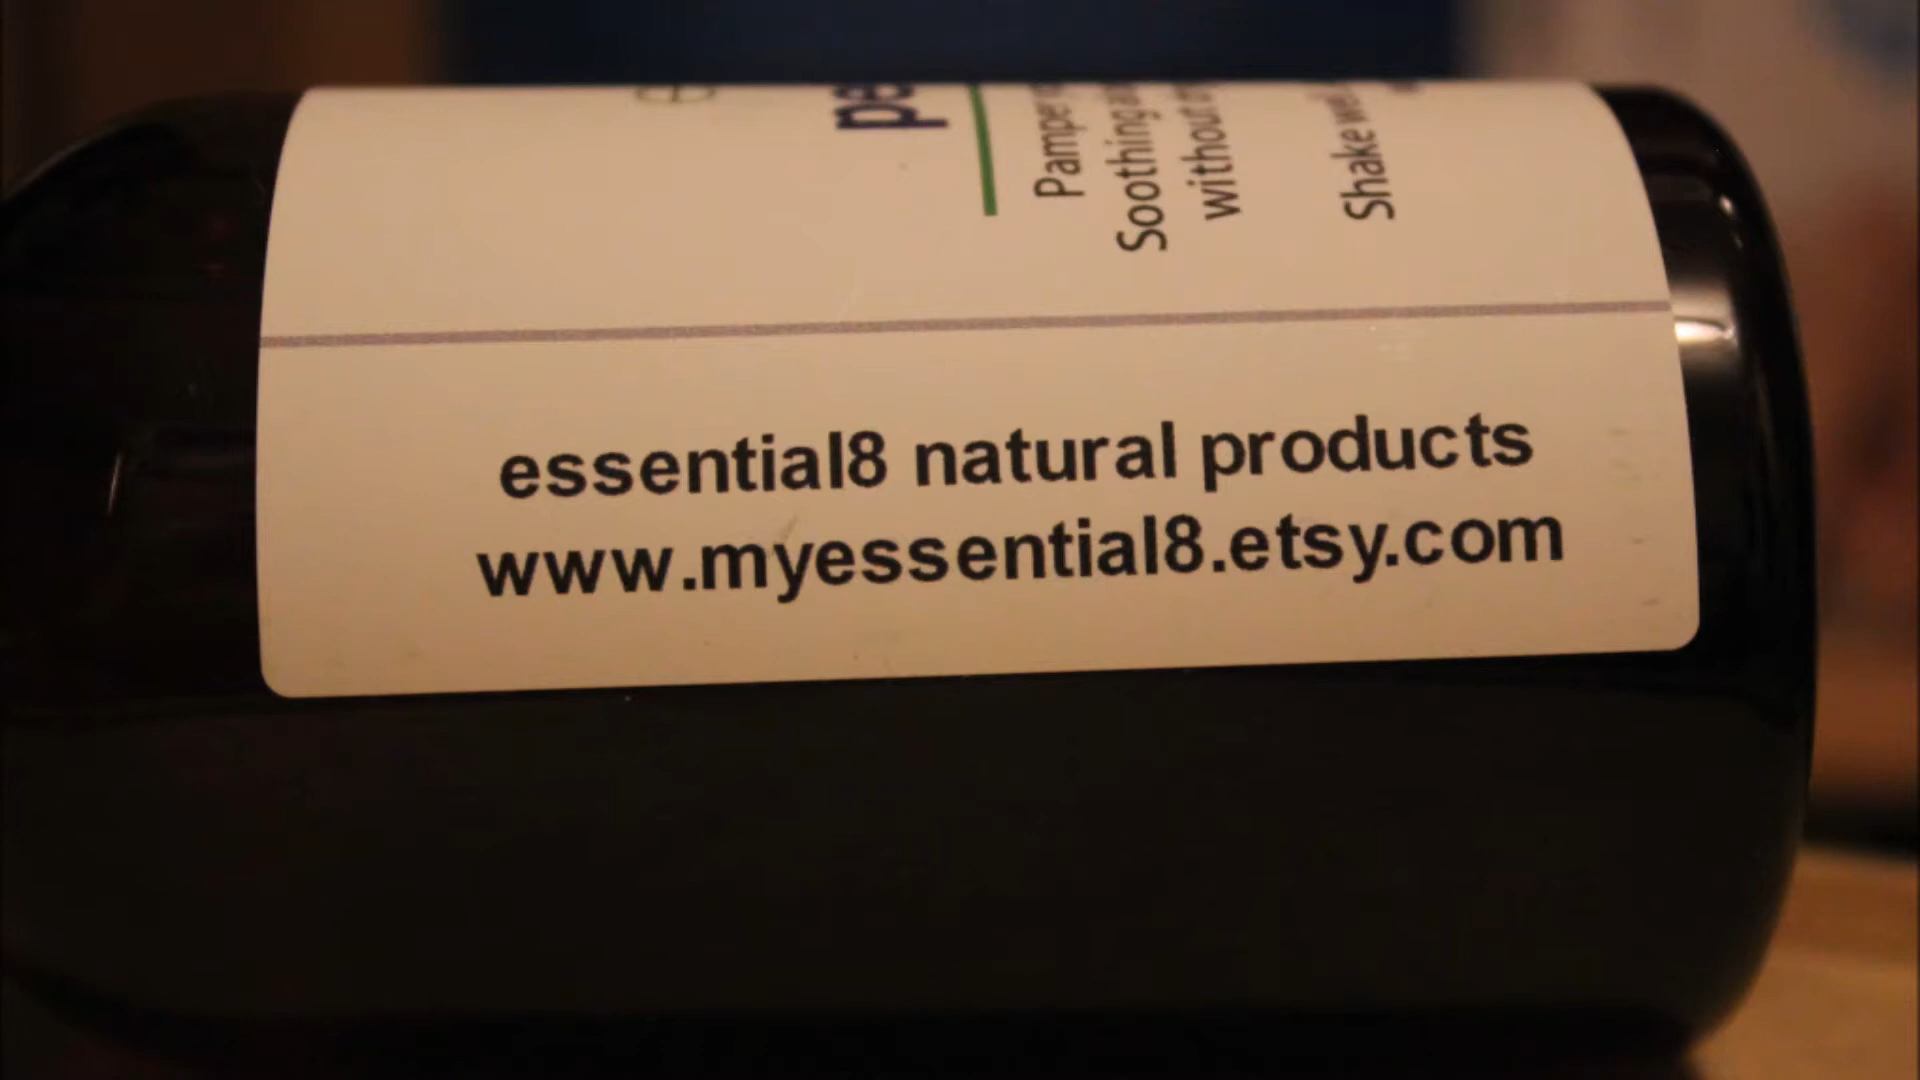 essential8 natural products
www.myessential8.etsy.com
Pamper
Soothing
without
Shake